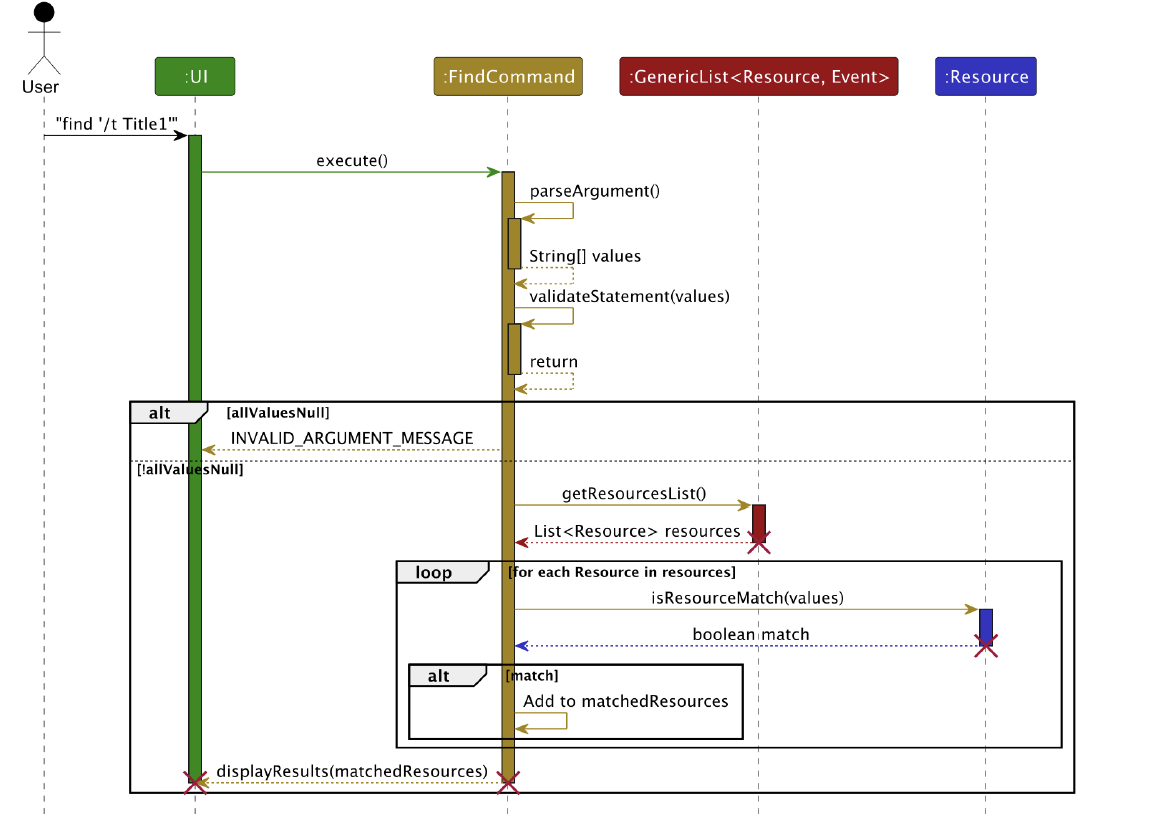 User
:UI
:FindCommand
:GenericList<Resource, Event>
:Resource
"find '/t Title1'"
execute()
parseArgument()
String[] values
validateStatement(values)
return
alt
[allValuesNull]
INVALID_ARGUMENT_MESSAGE
[!allValuesNull]
getResourcesList()
List<Resource> resources
loop
[for each Resource in resources]
isResourceMatch(values)
boolean match
alt
[match]
Add to matchedResources
displayResults(matchedResources)